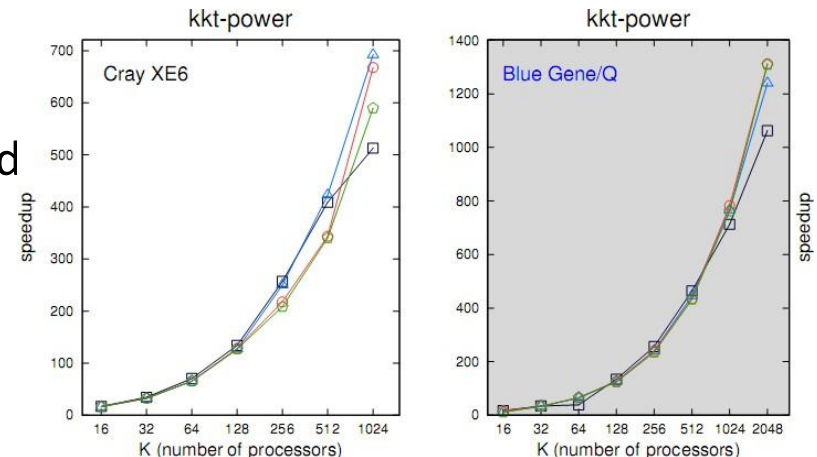 kkt-power
Cray XE6
700
600
500
400
300
200
100
0
speedup
16 32 64 128 256 512 1024
K (number of processors)
d
kkt-power
Blue Gene/Q
1400
1200
1000
800
600
400
200
0
speedup
16 32 64 128 256 512 1024 2048
K (number of processors)
speedup